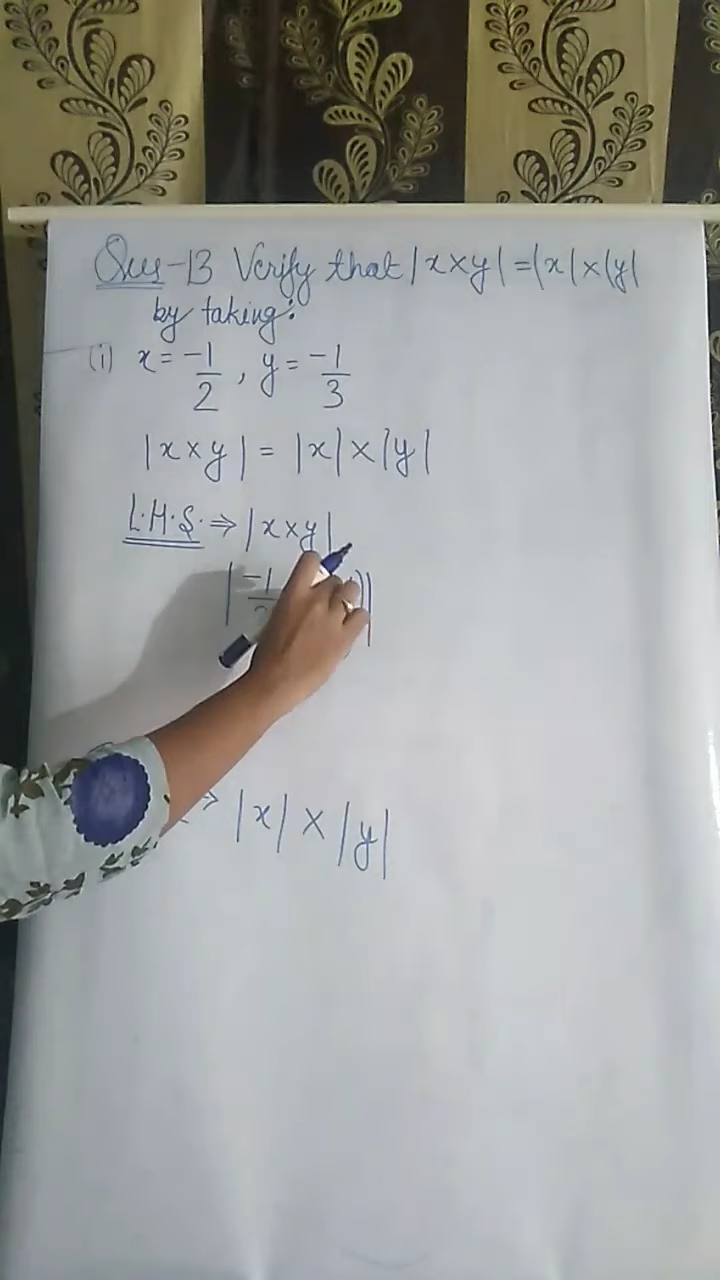 Ques-13 Verify that |x×y|=|x|×|y|
by taking:
(i) x=-1/2, y=-1/3
|x×y| = |x|×|y|
L.H.S. ⇒ |x×y|
|x| × |y|